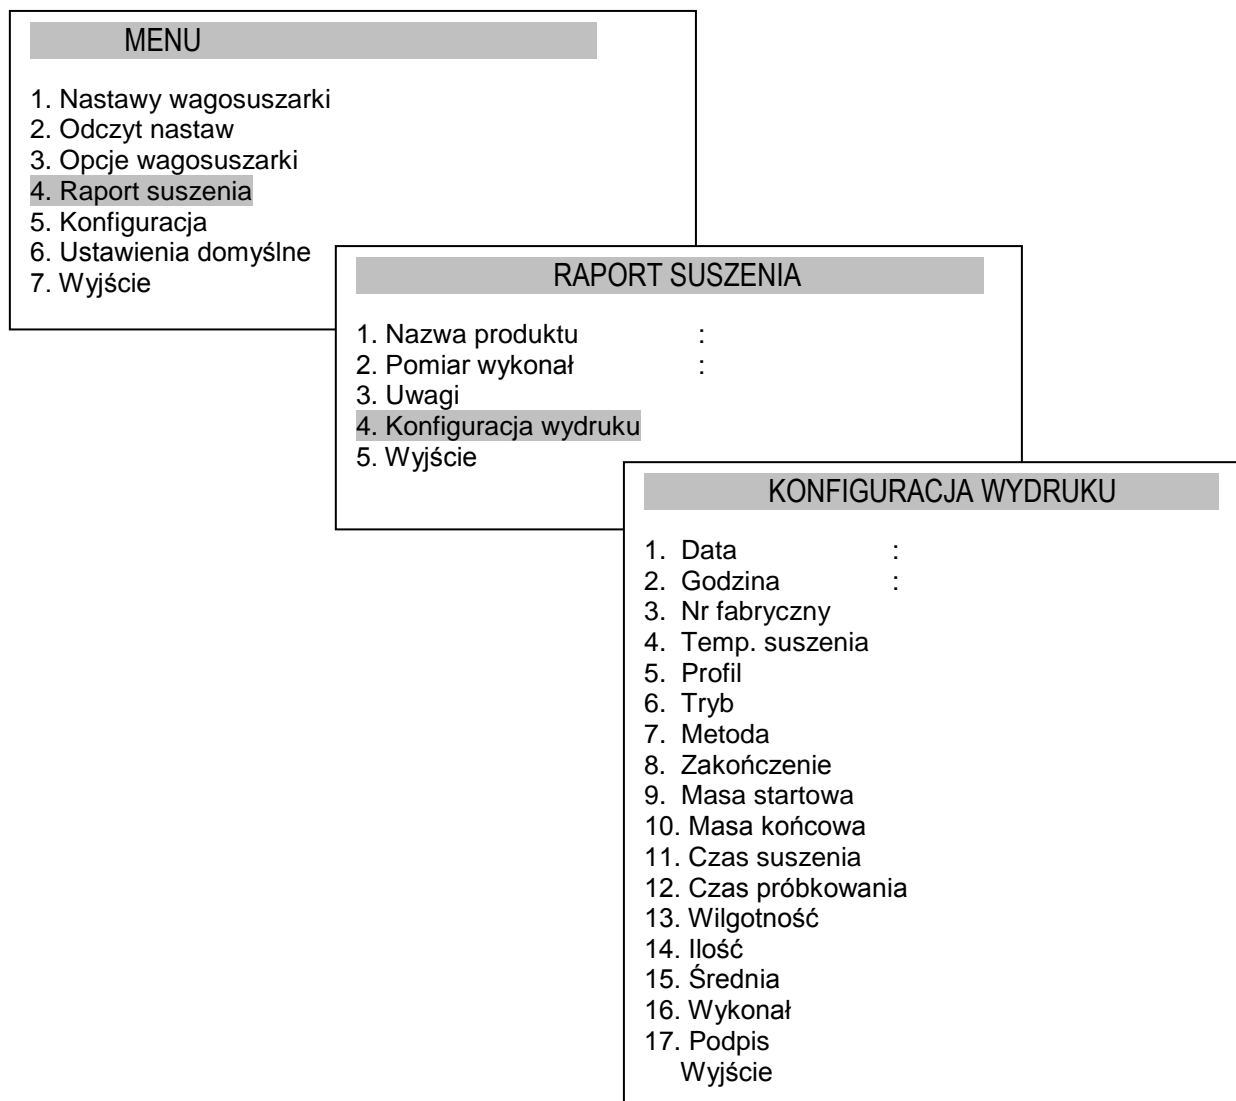 MENU
1. Nastawy wagosuszarki
2. Odczyt nastaw
3. Opcje wagosuszarki
4. Raport suszenia
5. Konfiguracja
6. Ustawienia domyślne
7. Wyjście
RAPORT SUSZENIA
1. Nazwa produktu :
2. Pomiar wykonał :
3. Uwagi
4. Konfiguracja wydruku
5. Wyjście
KONFIGURACJA WYDRUKU
1. Data :
2. Godzina :
3. Nr fabryczny
4. Temp. suszenia
5. Profil
6. Tryb
7. Metoda
8. Zakończenie
9. Masa startowa
10. Masa końcowa
11. Czas suszenia
12. Czas próbkowania
13. Wilgotność
14. Ilość
15. Średnia
16. Wykonał
17. Podpis
Wyjście